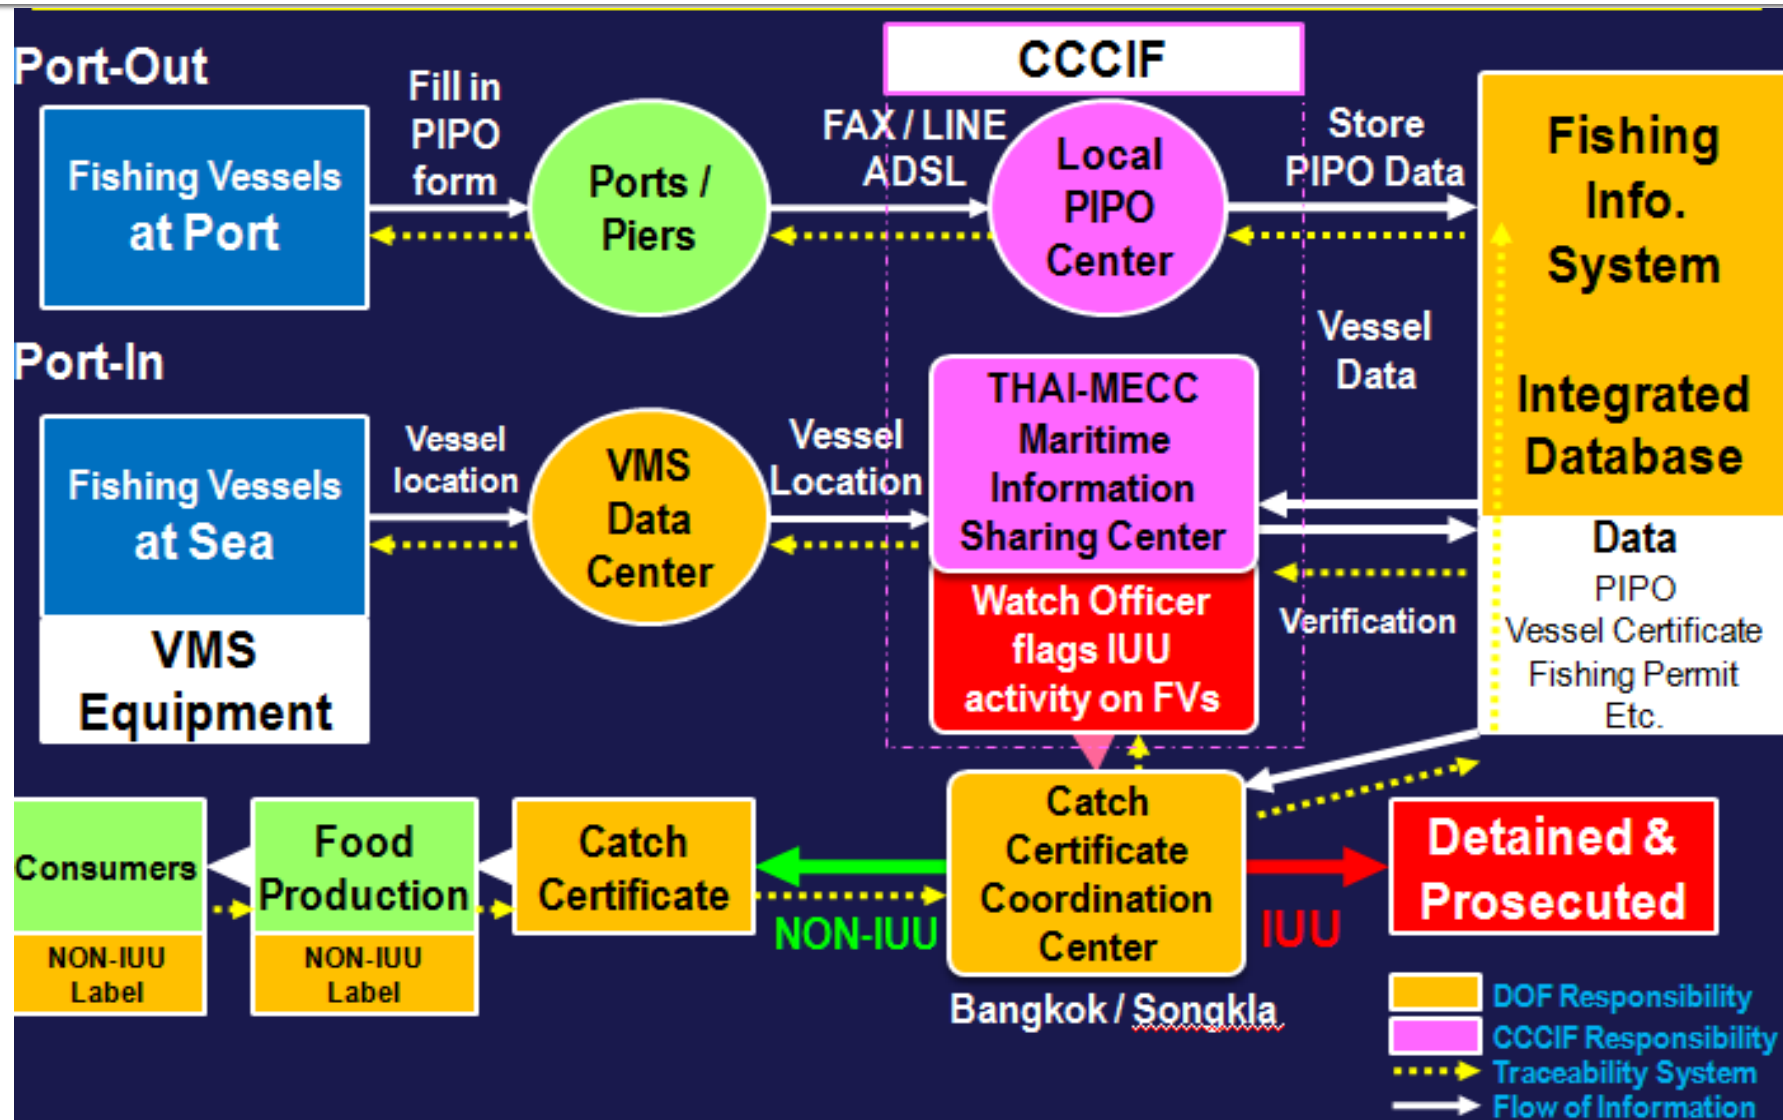 CCCIF
Port-Out
Fishing Vessels
at Port
Fill in
PIPO
form
Ports /
Piers
FAX / LINE
ADSL
Local
PIPO
Center
Store
PIPO Data
Fishing
Info.
System
Integrated
Database
Data
PIPO
Vessel Certificate
Fishing Permit
Etc.
Vessel
Data
Port-In
Fishing Vessels
at Sea
VMS
Equipment
Vessel
location
VMS
Data
Center
Vessel
Location
THAI-MECC
Maritime
Information
Sharing Center
Watch Officer
flags IUU
activity on FVs
Verification
Consumers
NON-IUU
Label
Food
Production
NON-IUU
Label
Catch
Certificate
NON-IUU
Catch
Certificate
Coordination
Center
Bangkok / Songkla
IUU
Detained &
Prosecuted
DOF Responsibility
CCCIF Responsibility
Traceability System
Flow of Information